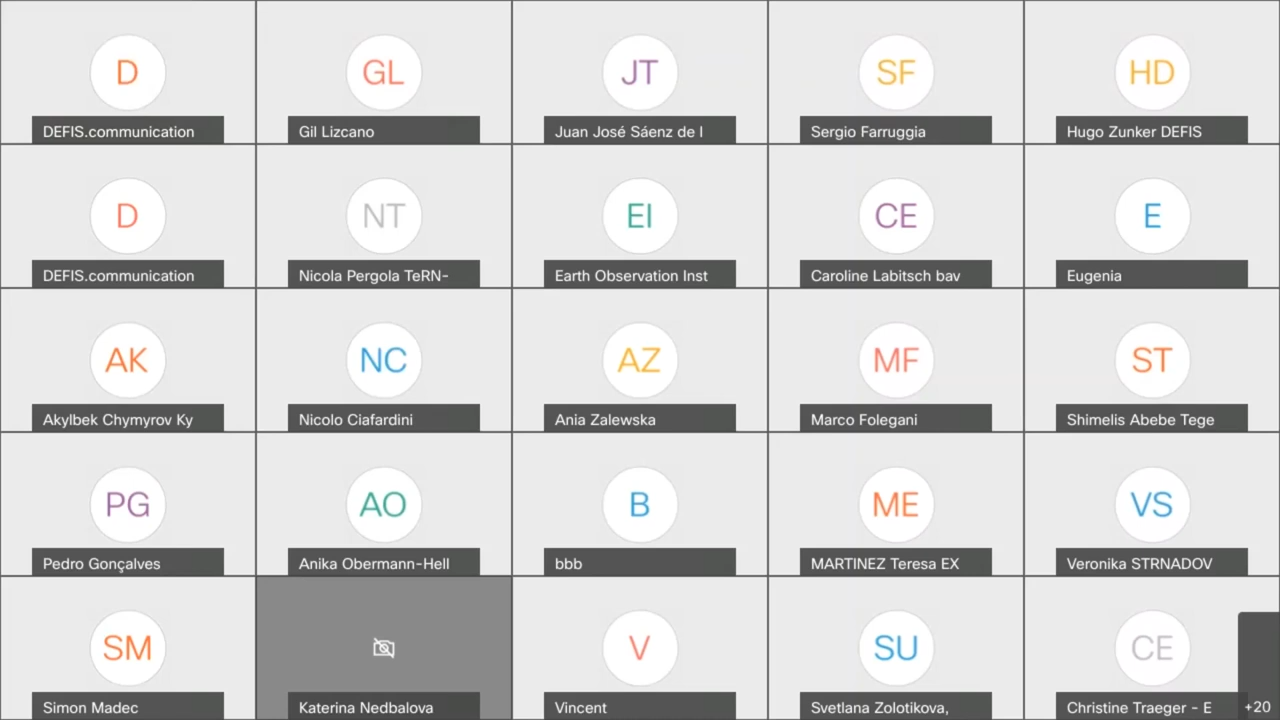 D GL JT SF HD
DEFIS.communication Gil Lizcano Juan José Sáenz de l Sergio Farruggia Hugo Zunker DEFIS
D NT EI CE E
DEFIS.communication Nicola Pergola TeRN- Earth Observation Inst Caroline Labitsch bav Eugenia
AK NC AZ MF ST
Akylbek Chymyrov Ky Nicolo Ciafardini Ania Zalewska Marco Folegani Shimelis Abebe Tege
PG AO B ME VS
Pedro Gonçalves Anika Obermann-Hell bbb MARTINEZ Teresa EX Veronika STRNADOV
SM V SU CE
Simon Madec Katerina Nedbalova Vincent Svetlana Zolotikova, Christine Traeger - E +20